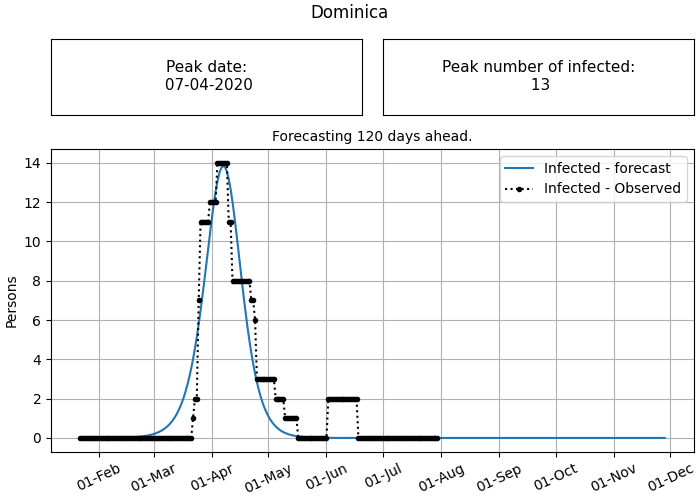 Dominica
Peak date:
07-04-2020
Peak number of infected:
13
Forecasting 120 days ahead.
Infected - forecast
Infected - Observed
Persons
14
12
10
8
6
4
2
0
01-Feb
01-Mar
01-Apr
01-May
01-Jun
01-Jul
01-Aug
01-Sep
01-Oct
01-Nov
01-Dec